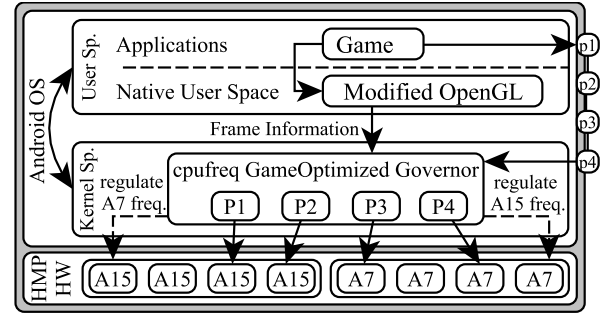 Android OS
User Sp.
Applications
Game
p1
Native User Space
Modified OpenGL
p2
Frame Information
p3
Kernel Sp.
cpufreq GameOptimized Governor
p4
regulate
A7 freq.
P1 P2 P3 P4
regulate
A15 freq.
HMP
HW
A15 A15 A15 A15 A7 A7 A7 A7